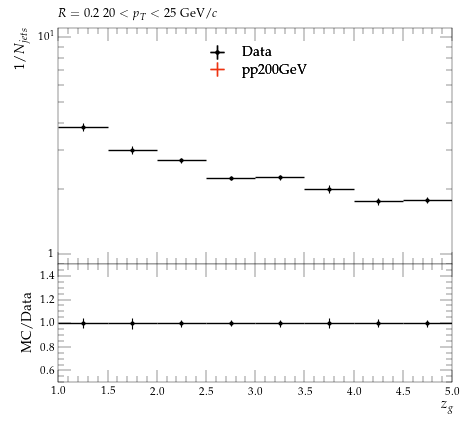 R = 0.2 20 < p_T < 25 GeV/c
1/N_jets
10^1
Data
pp200GeV
1
MC/Data
1.4
1.2
1.0
0.8
0.6
1.0 1.5 2.0 2.5 3.0 3.5 4.0 4.5 5.0
z_g